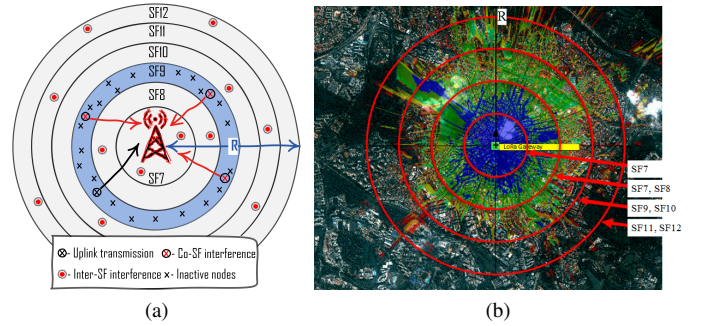 SF12
SF11
SF10
SF9
SF8
R
SF7
- Uplink transmission
- Co-SF interference
- Inter-SF interference
x- Inactive nodes
(a)
R
LoRa Gateway
SF7
SF7, SF8
SF9, SF10
SF11, SF12
(b)